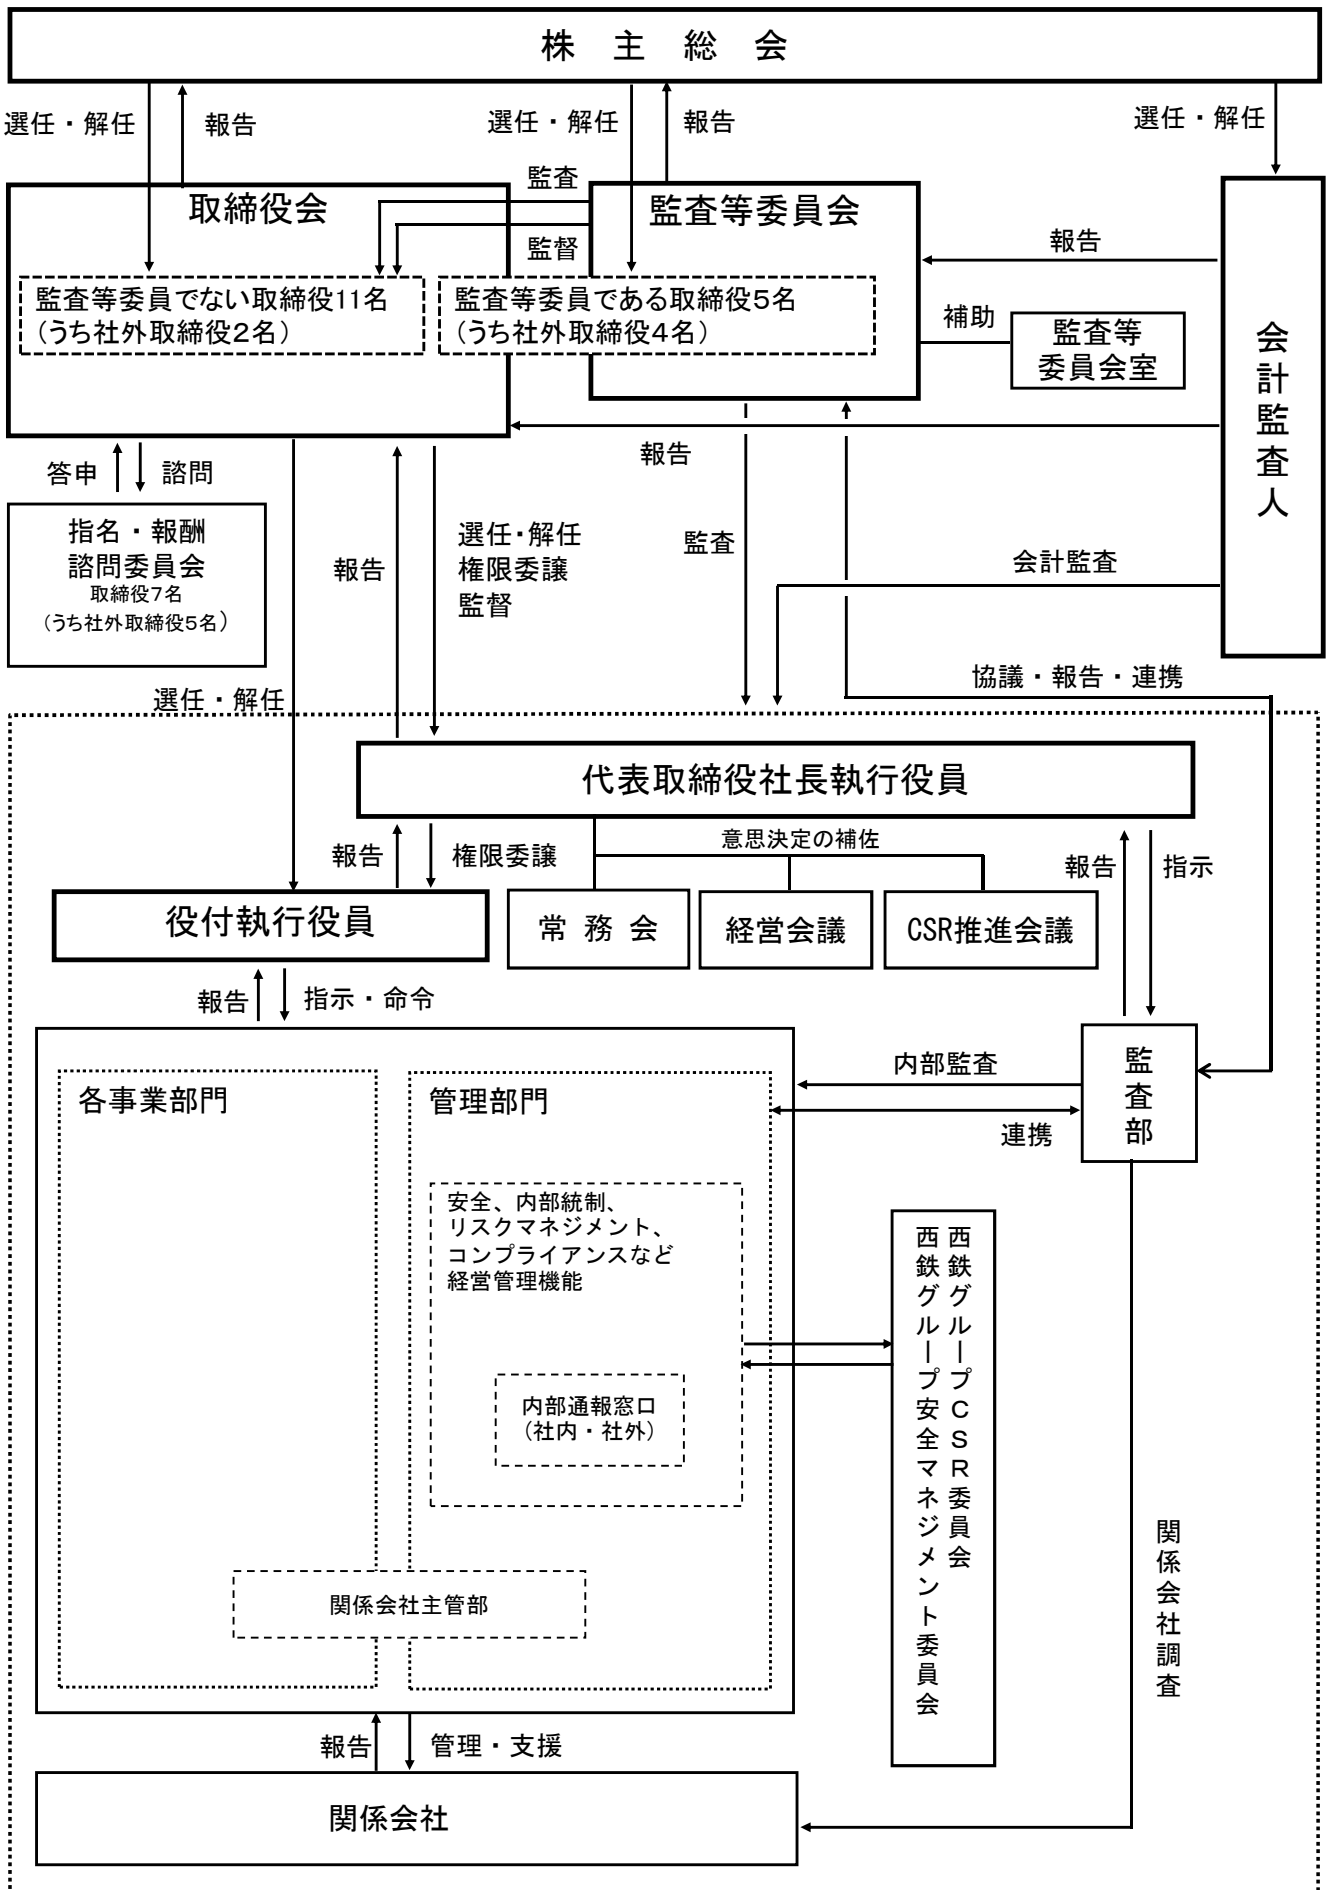 株主総会
選任・解任
報告
選任・解任
報告
選任・解任
取締役会
監査
監督
監査等委員会
報告
監査等委員でない取締役11名
(うち社外取締役2名)
監査等委員である取締役5名
(うち社外取締役4名)
補助
監査等
委員会室
会計監査人
報告
答申
諮問
指名・報酬
諮問委員会
取締役7名
(うち社外取締役5名)
報告
選任・解任
権限委譲
監督
監査
会計監査
選任・解任
協議・報告・連携
代表取締役社長執行役員
報告
権限委譲
意思決定の補佐
報告
指示
役付執行役員
常務会
経営会議
CSR推進会議
報告
指示・命令
各事業部門
管理部門
内部監査
連携
監査部
安全、内部統制、
リスクマネジメント、
コンプライアンスなど
経営管理機能
内部通報窓口
(社内・社外)
西鉄グループCSR委員会
西鉄グループ安全マネジメント委員会
関係会社調査
関係会社主管部
報告
管理・支援
関係会社